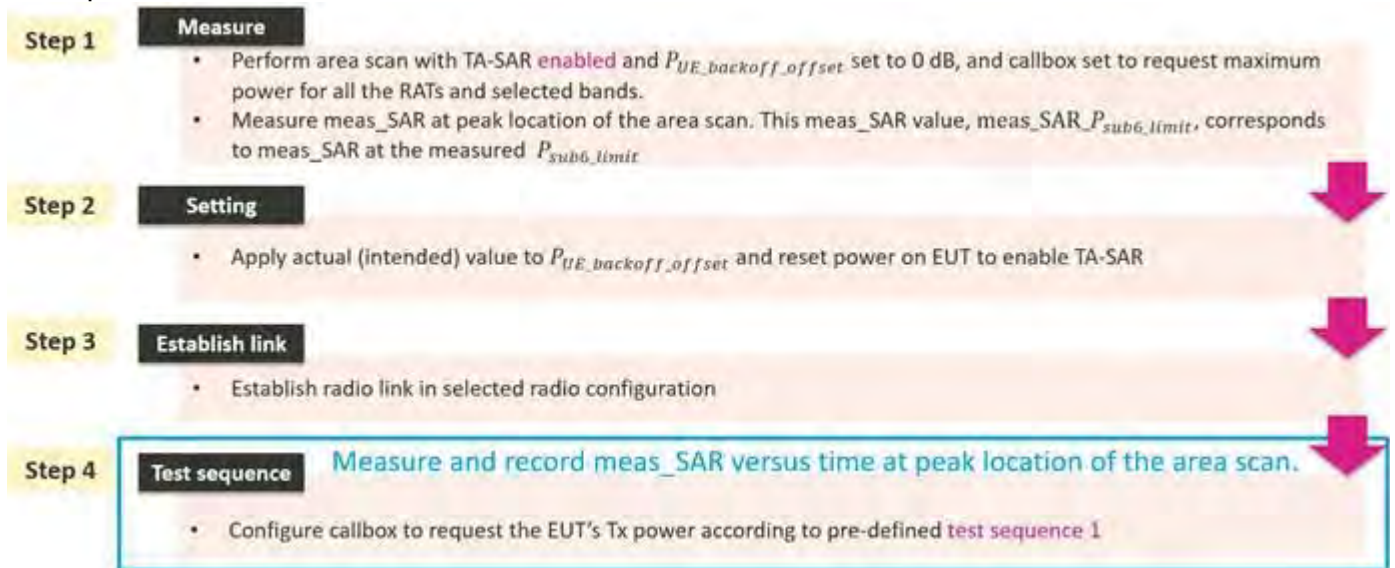 Step 1
Measure
• Perform area scan with TA-SAR enabled and P_UE_backoff_offset set to 0 dB, and callbox set to request maximum
power for all the RATs and selected bands.
• Measure meas_SAR at peak location of the area scan. This meas_SAR value, meas_SAR_P_sub6_limit, corresponds
to meas_SAR at the measured P_sub6_limit
Step 2
Setting
• Apply actual (intended) value to P_UE_backoff_offset and reset power on EUT to enable TA-SAR
Step 3
Establish link
• Establish radio link in selected radio configuration
Step 4
Test sequence
Measure and record meas_SAR versus time at peak location of the area scan.
• Configure callbox to request the EUT's Tx power according to pre-defined test sequence 1